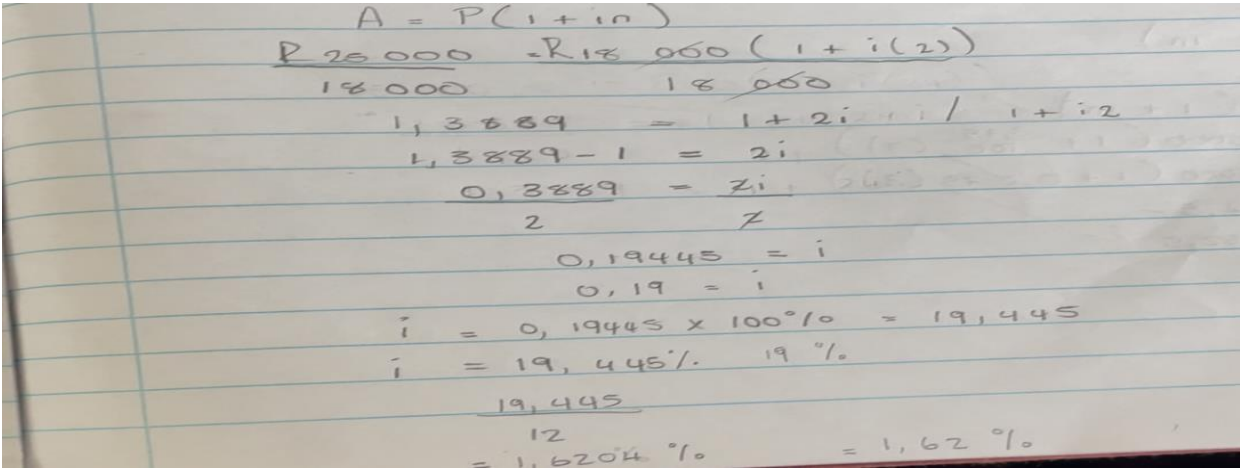 A = P(1 + in)
R 25 000 = R18 000 (1 + i(2))
18 000 18 000
1,3889 = 1 + 2i / 1 + i2
1,3889 - 1 = 2i
0,3889 = 2i
2 2
0,19445 = i
0,19 = i
i = 0,19445 x 100% = 19,445
i = 19,445% 19 %
19,445
12
= 1,6204 % = 1,62 %